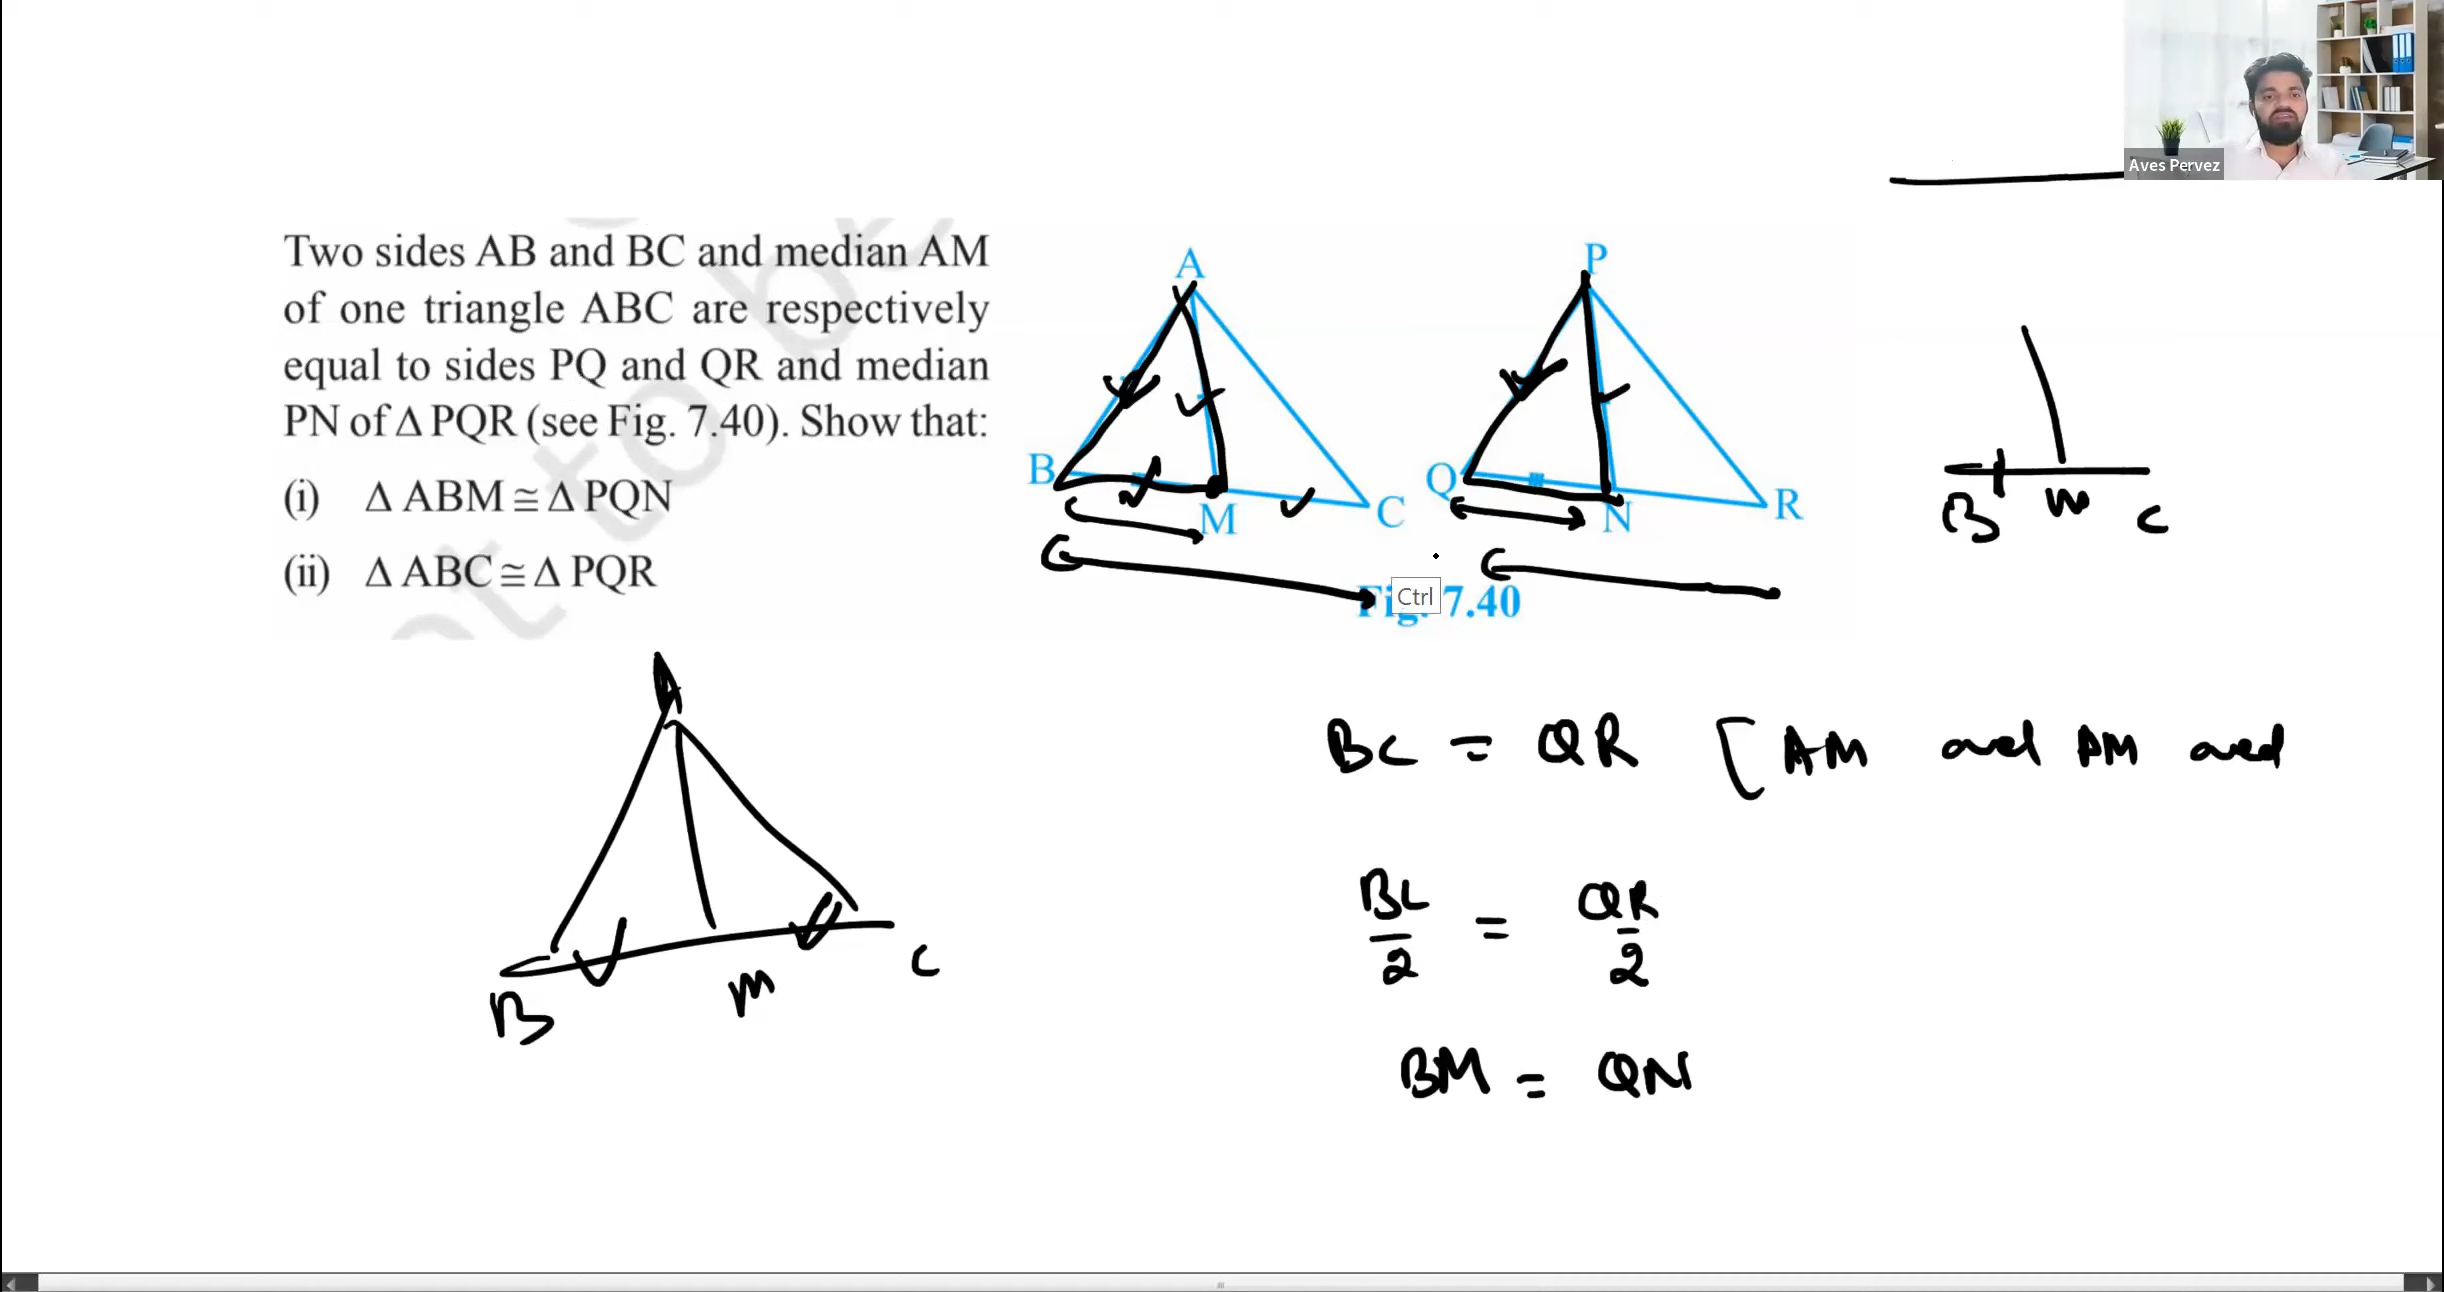 Aves Pervez
Two sides AB and BC and median AM
of one triangle ABC are respectively
equal to sides PQ and QR and median
PN of Δ PQR (see Fig. 7.40). Show that:
(i) Δ ABM ≅ Δ PQN
(ii) Δ ABC ≅ Δ PQR
A
B
M
C
P
Q
N
R
B M C
Ctrl
7.40
A
B
M
C
BC = QR [AM and AM and
BC/2 = QR/2
BM = QN